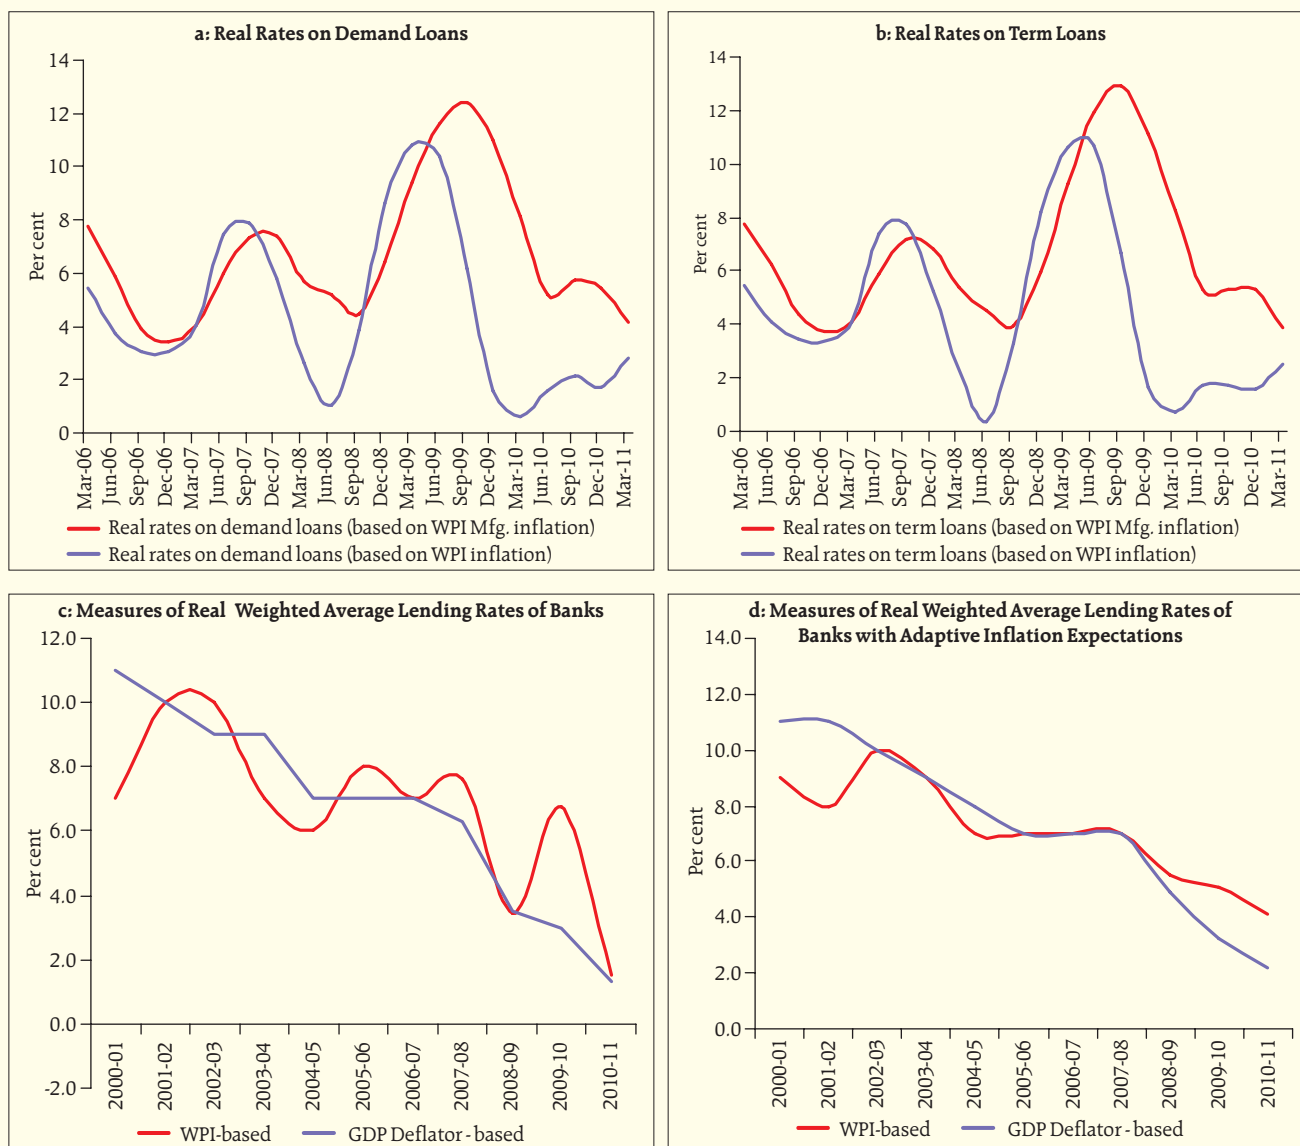 a: Real Rates on Demand Loans
Per cent
14
12
10
8
6
4
2
0
Mar-06
Jun-06
Sep-06
Dec-06
Mar-07
Jun-07
Sep-07
Dec-07
Mar-08
Jun-08
Sep-08
Dec-08
Mar-09
Jun-09
Sep-09
Dec-09
Mar-10
Jun-10
Sep-10
Dec-10
Mar-11
Real rates on demand loans (based on WPI Mfg. inflation)
Real rates on demand loans (based on WPI inflation)
b: Real Rates on Term Loans
Per cent
14
12
10
8
6
4
2
0
Mar-06
Jun-06
Sep-06
Dec-06
Mar-07
Jun-07
Sep-07
Dec-07
Mar-08
Jun-08
Sep-08
Dec-08
Mar-09
Jun-09
Sep-09
Dec-09
Mar-10
Jun-10
Sep-10
Dec-10
Mar-11
Real rates on term loans (based on WPI Mfg. inflation)
Real rates on term loans (based on WPI inflation)
c: Measures of Real Weighted Average Lending Rates of Banks
Per cent
12.0
10.0
8.0
6.0
4.0
2.0
0.0
-2.0
2000-01
2001-02
2002-03
2003-04
2004-05
2005-06
2006-07
2007-08
2008-09
2009-10
2010-11
WPI-based
GDP Deflator - based
d: Measures of Real Weighted Average Lending Rates of
Banks with Adaptive Inflation Expectations
Per cent
14.0
12.0
10.0
8.0
6.0
4.0
2.0
0.0
2000-01
2001-02
2002-03
2003-04
2004-05
2005-06
2006-07
2007-08
2008-09
2009-10
2010-11
WPI-based
GDP Deflator - based